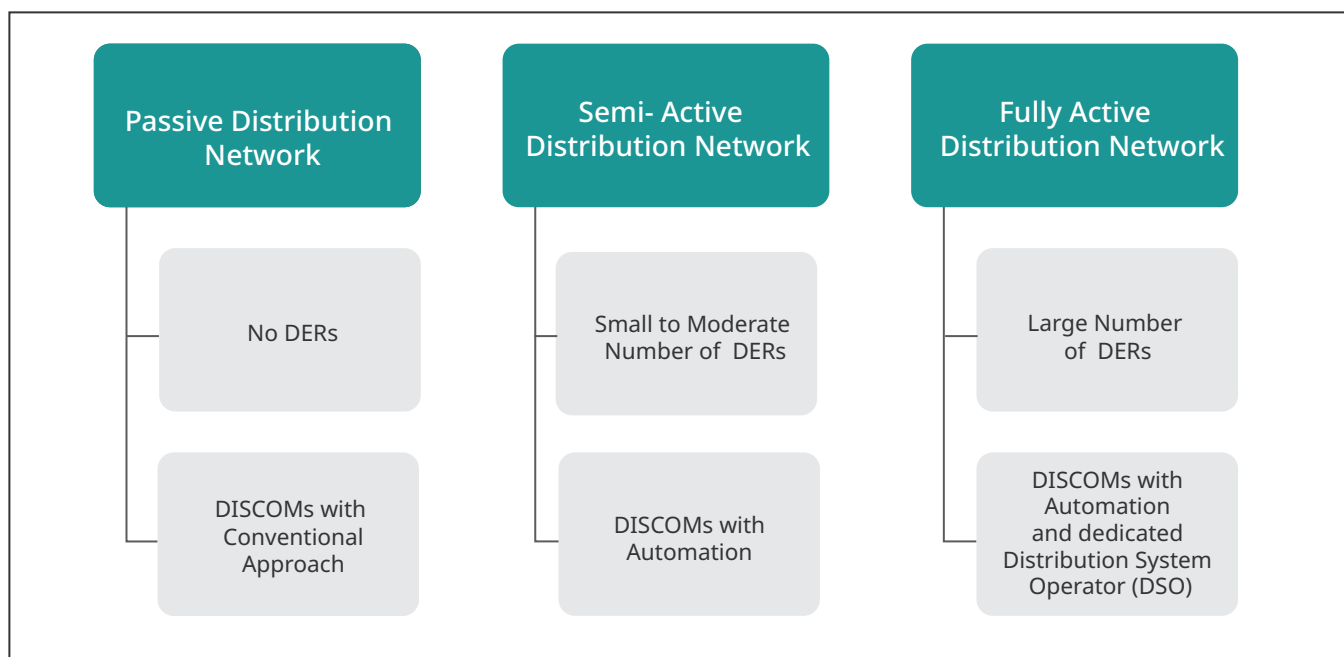 Passive Distribution
Network
No DERs
DISCOMs with
Conventional
Approach
Semi- Active
Distribution Network
Small to Moderate
Number of DERs
DISCOMs with
Automation
Fully Active
Distribution Network
Large Number
of DERs
DISCOMs with
Automation
and dedicated
Distribution System
Operator (DSO)